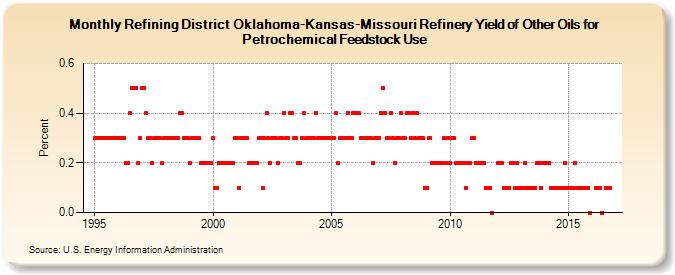 Monthly Refining District Oklahoma-Kansas-Missouri Refinery Yield of Other Oils for
Petrochemical Feedstock Use
Percent
0.6
0.4
0.2
0.0
1995
2000
2005
2010
2015
Source: U.S. Energy Information Administration